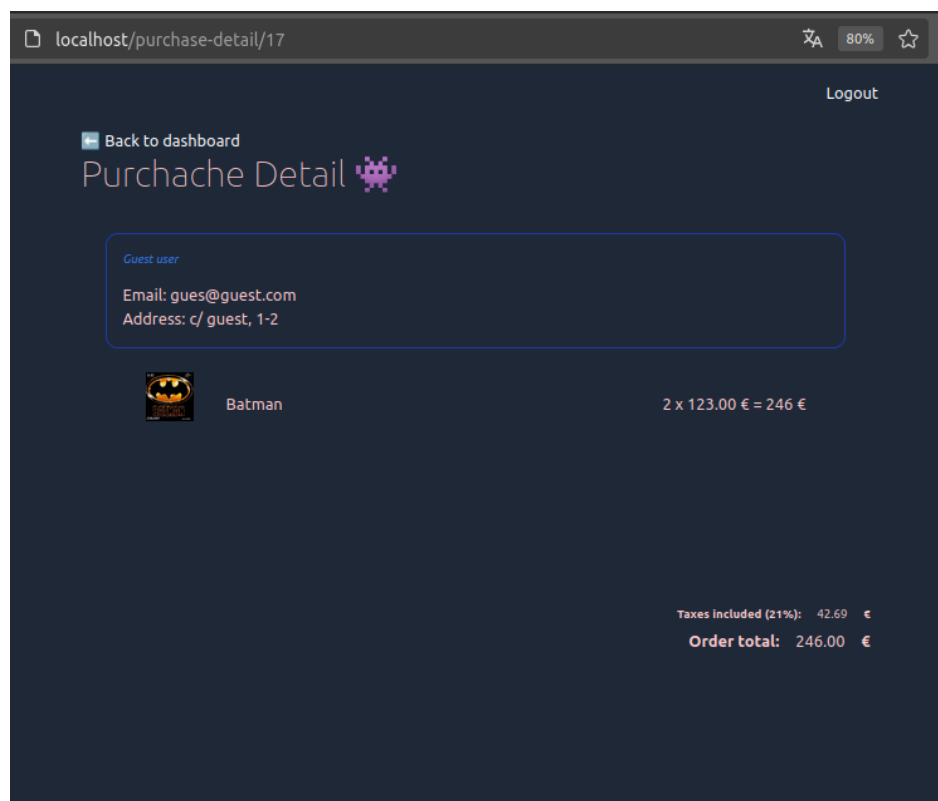 localhost/purchase-detail/17
80%
Logout
Back to dashboard
Purchache Detail
Guest user
Email: gues@guest.com
Address: c/ guest, 1-2
Batman
2 x 123.00 € = 246 €
Taxes included (21%): 42.69 €
Order total: 246.00 €